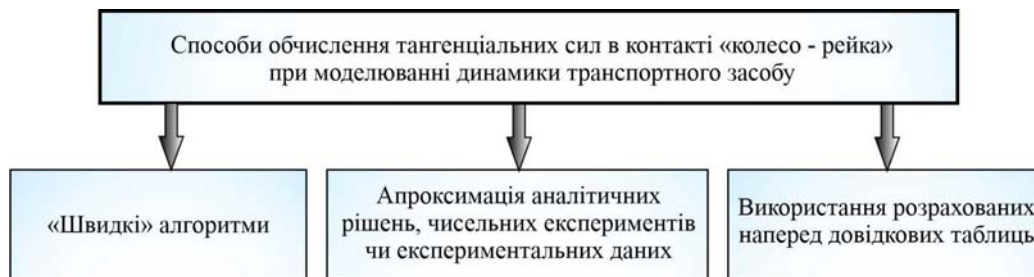 Способи обчислення тангенціальних сил в контакті «колесо - рейка»
при моделюванні динаміки транспортного засобу
«Швидкі» алгоритми
Апроксимація аналітичних
рішень, чисельних експериментів
чи експериментальних даних
Використання розрахованих
наперед довідкових таблиць